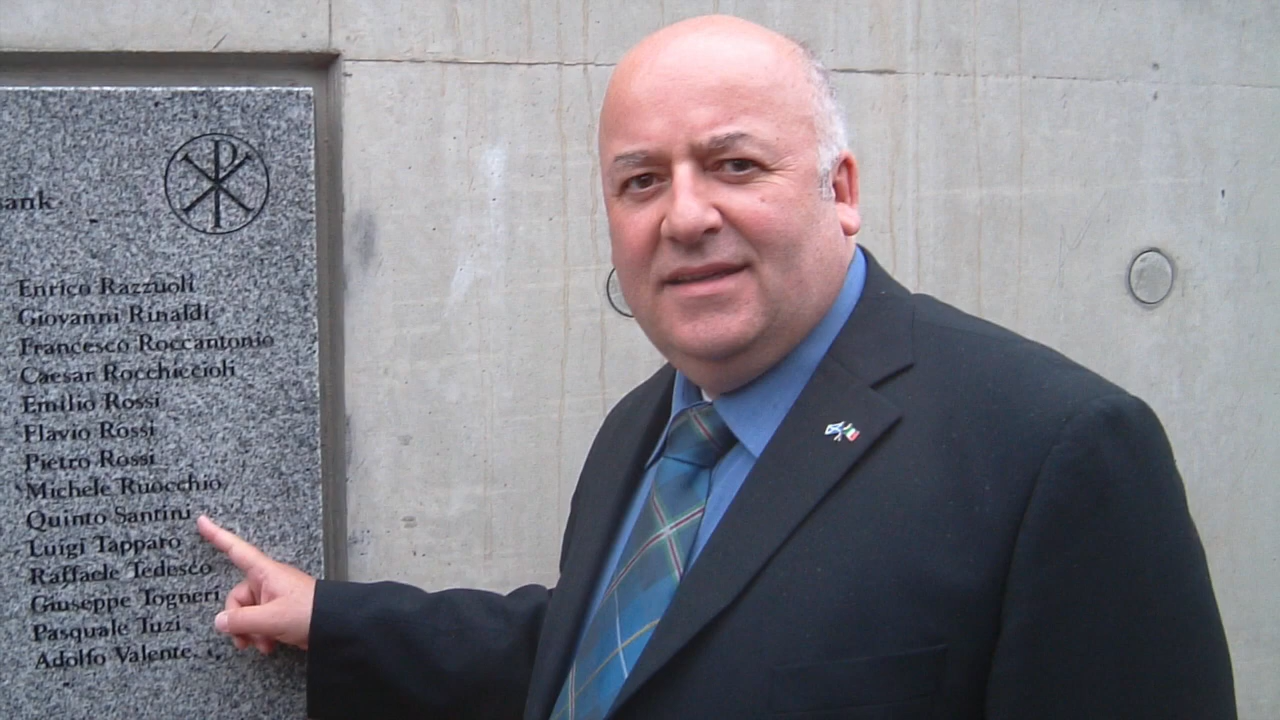 ank
Enrico Razzuoli
Giovanni Rinaldi
Francesco Roccantonio
Caesar Rocchiccioli
Emilio Rossi
Flavio Rossi
Pietro Rossi
Michele Ruocchio
Quinto Santini
Luigi Tapparo
Raffaele Tedesco
Giuseppe Togneri
Pasquale Tuzi
Adolfo Valente